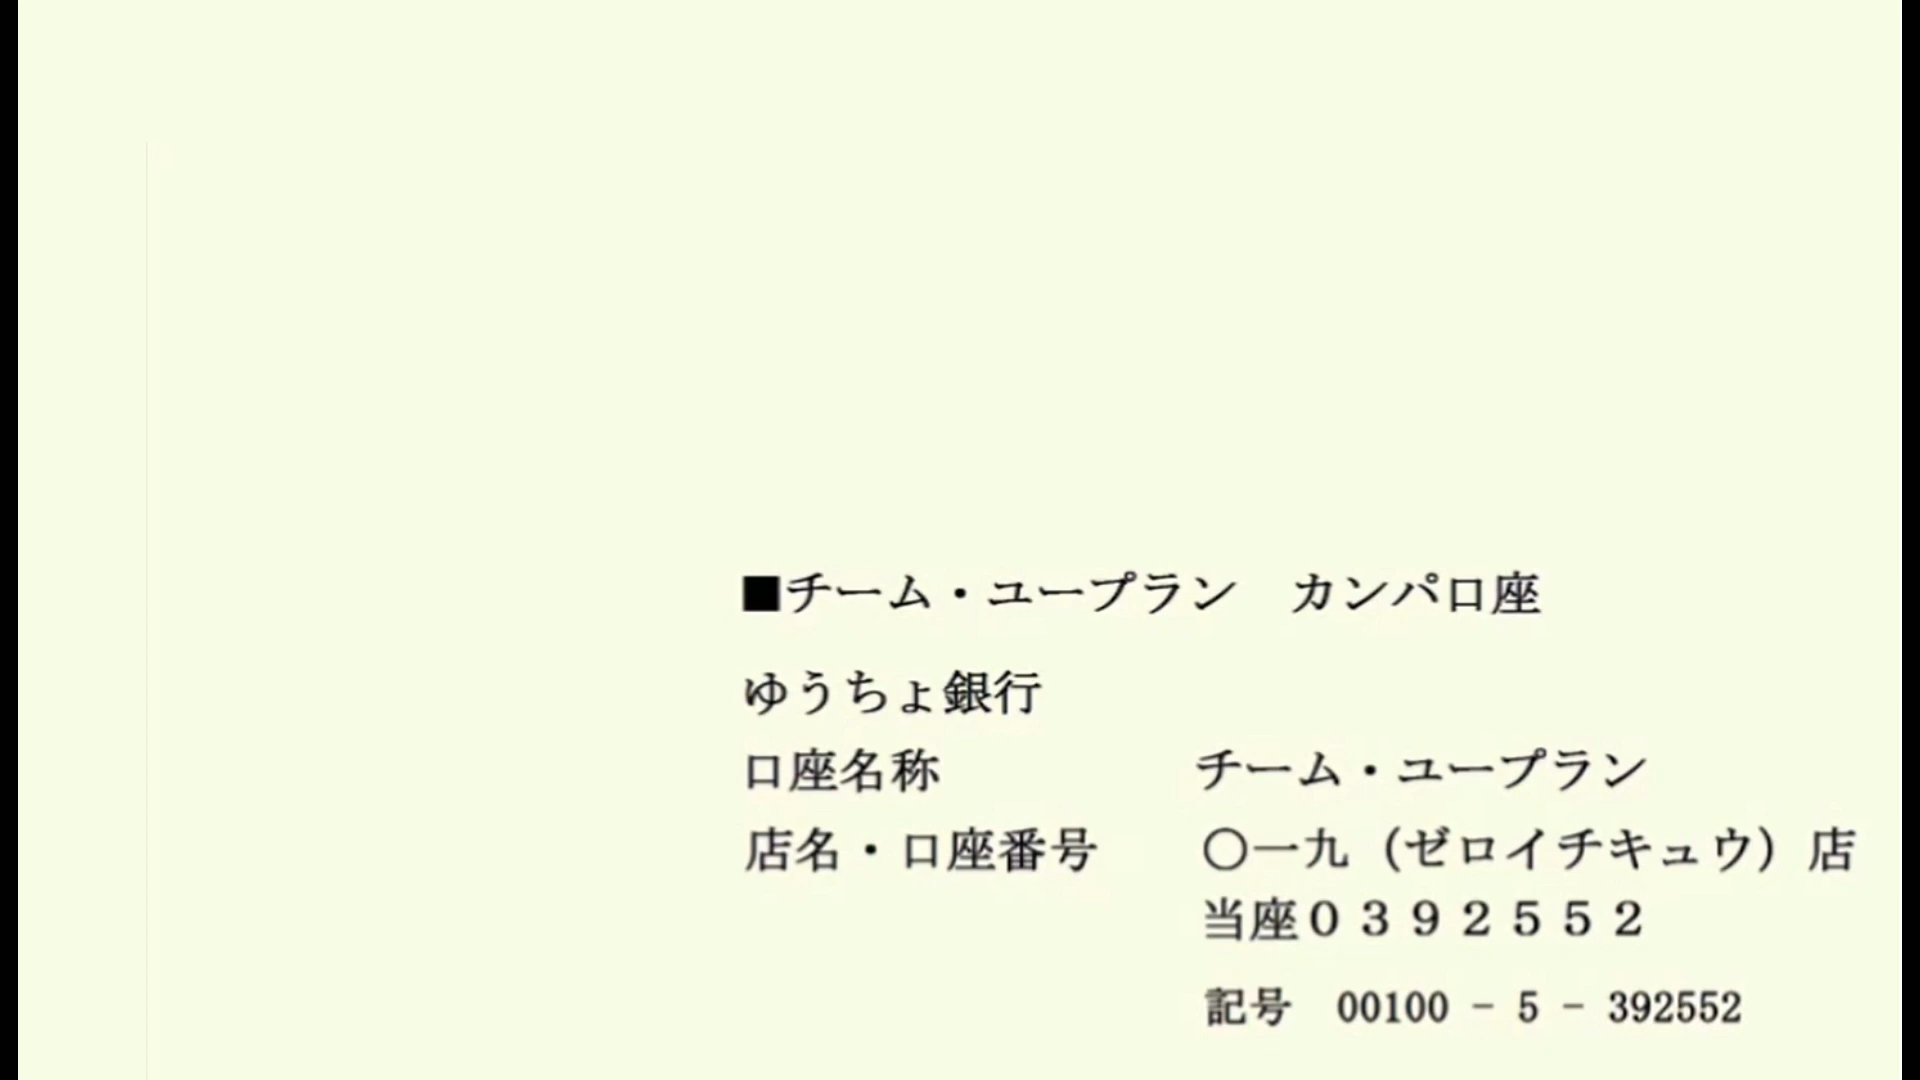 ■チーム・ユープラン　カンパ口座
ゆうちょ銀行
口座名称　チーム・ユープラン
店名・口座番号　〇一九（ゼロイチキュウ）店
当座０３９２５５２
記号　00100 － 5 － 392552